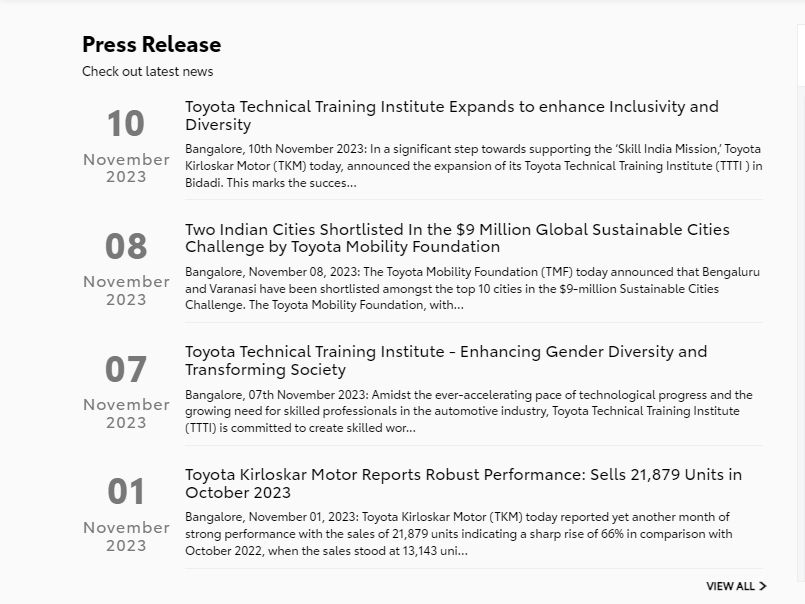 Press Release
Check out latest news
10
November
2023
Toyota Technical Training Institute Expands to enhance Inclusivity and
Diversity
Bangalore, 10th November 2023: In a significant step towards supporting the ‘Skill India Mission,’ Toyota
Kirloskar Motor (TKM) today, announced the expansion of its Toyota Technical Training Institute (TTTI ) in
Bidadi. This marks the succes...
08
November
2023
Two Indian Cities Shortlisted In the $9 Million Global Sustainable Cities
Challenge by Toyota Mobility Foundation
Bangalore, November 08, 2023: The Toyota Mobility Foundation (TMF) today announced that Bengaluru
and Varanasi have been shortlisted amongst the top 10 cities in the $9-million Sustainable Cities
Challenge. The Toyota Mobility Foundation, with...
07
November
2023
Toyota Technical Training Institute - Enhancing Gender Diversity and
Transforming Society
Bangalore, 07th November 2023: Amidst the ever-accelerating pace of technological progress and the
growing need for skilled professionals in the automotive industry, Toyota Technical Training Institute
(TTTI) is committed to create skilled wor...
01
November
2023
Toyota Kirloskar Motor Reports Robust Performance: Sells 21,879 Units in
October 2023
Bangalore, November 01, 2023: Toyota Kirloskar Motor (TKM) today reported yet another month of
strong performance with the sales of 21,879 units indicating a sharp rise of 66% in comparison with
October 2022, when the sales stood at 13,143 uni...
VIEW ALL >